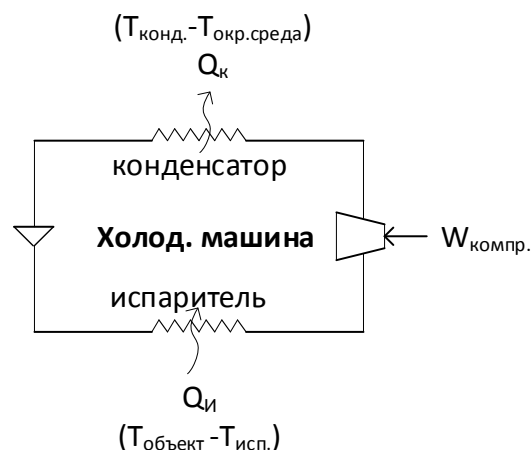 (Tконд.-Tокр.среда)
Qк
конденсатор
Холод. машина
Wкомпр.
испаритель
QИ
(Tобъект -Tисп.)